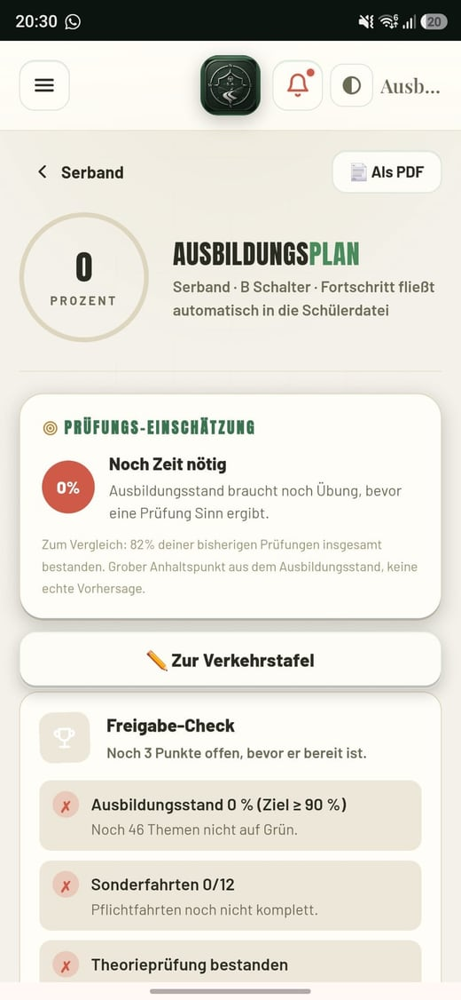 20:30
20
Ausb...
Serband
Als PDF
0
PROZENT
AUSBILDUNGSPLAN
Serband · B Schalter · Fortschritt fließt
automatisch in die Schülerdatei
PRÜFUNGS-EINSCHÄTZUNG
0%
Noch Zeit nötig
Ausbildungsstand braucht noch Übung, bevor
eine Prüfung Sinn ergibt.
Zum Vergleich: 82% deiner bisherigen Prüfungen insgesamt
bestanden. Grober Anhaltspunkt aus dem Ausbildungsstand, keine
echte Vorhersage.
Zur Verkehrstafel
Freigabe-Check
Noch 3 Punkte offen, bevor er bereit ist.
✗ Ausbildungsstand 0 % (Ziel ≥ 90 %)
Noch 46 Themen nicht auf Grün.
✗ Sonderfahrten 0/12
Pflichtfahrten noch nicht komplett.
✗ Theorieprüfung bestanden